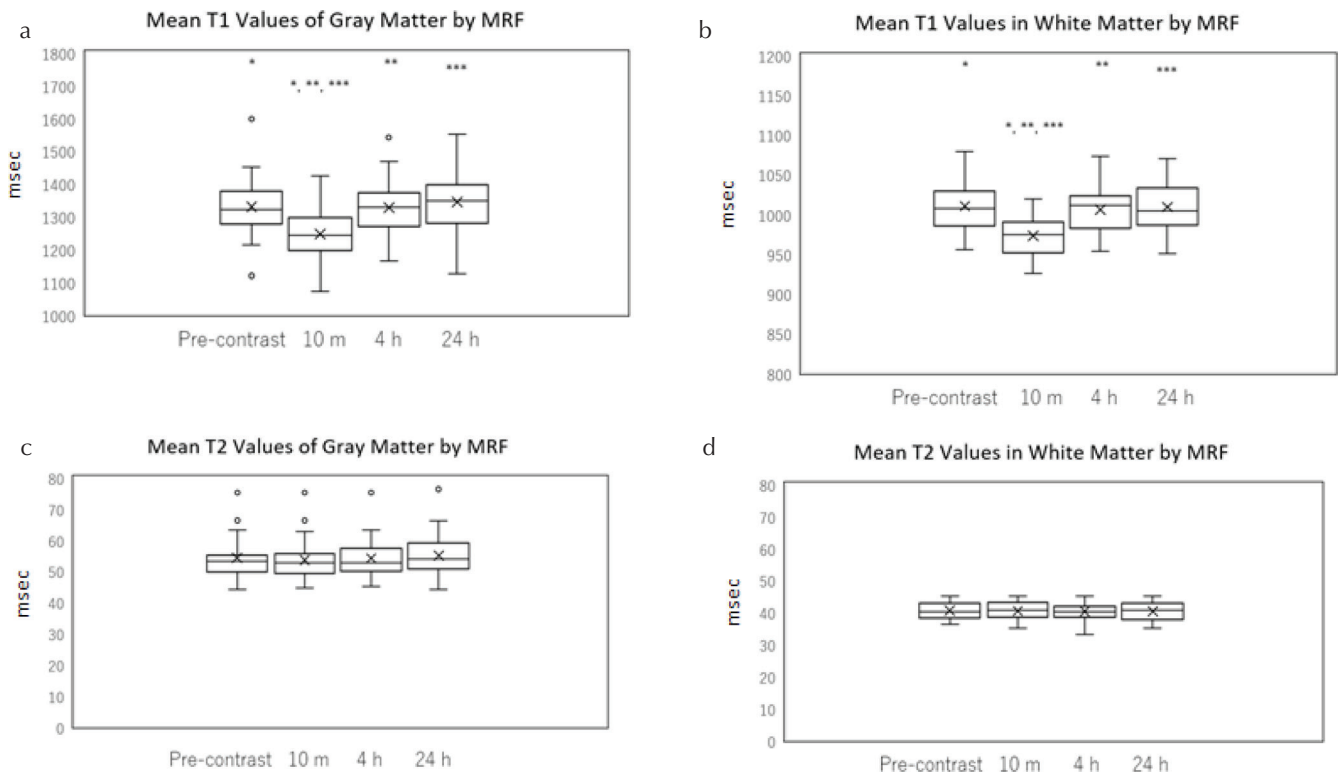 a
Mean T1 Values of Gray Matter by MRF
1800
1700
1600
1500
1400
1300
1200
1100
1000
msec
*
*, **, ***
**
***
Pre-contrast 10 m 4 h 24 h
b
Mean T1 Values in White Matter by MRF
1200
1150
1100
1050
1000
950
900
850
800
msec
*
*, **, ***
**
***
Pre-contrast 10 m 4 h 24 h
c
Mean T2 Values of Gray Matter by MRF
80
70
60
50
40
30
20
10
0
msec
Pre-contrast 10 m 4 h 24 h
d
Mean T2 Values in White Matter by MRF
80
70
60
50
40
30
20
10
0
msec
Pre-contrast 10 m 4 h 24 h